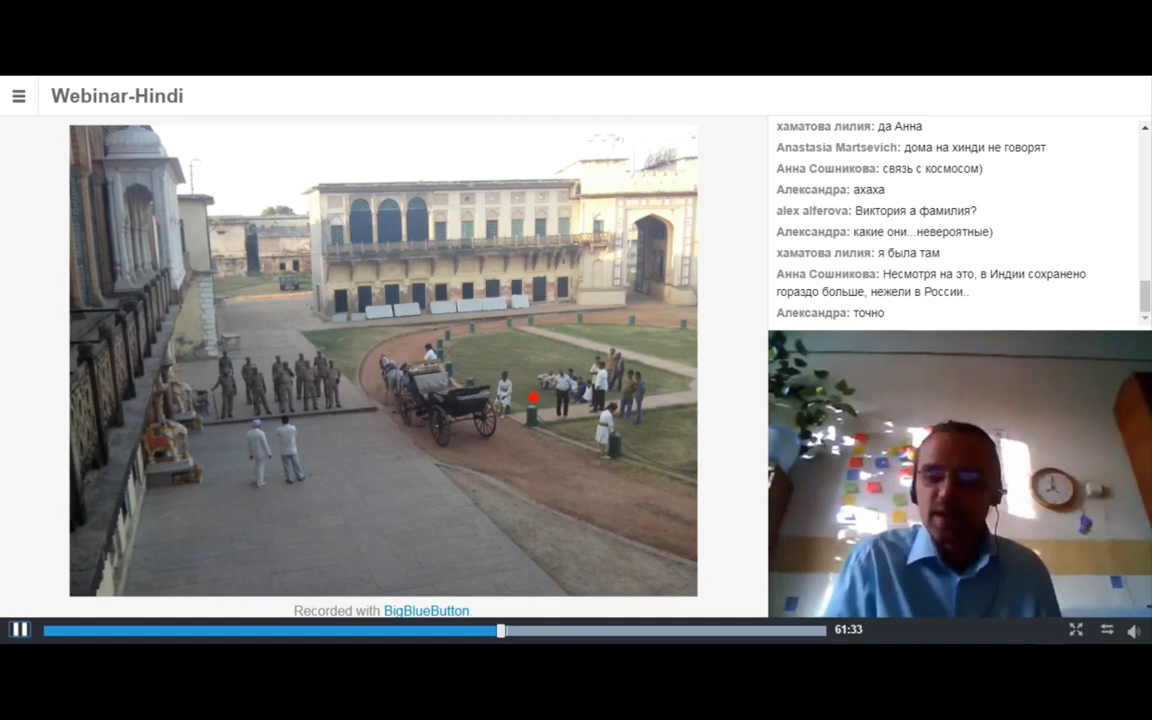 Webinar-Hindi
хаматова лилия: да Анна
Anastasia Martsevich: дома на хинди не говорят
Анна Сошникова: связь с космосом)
Александра: ахаха
alex alferova: Виктория а фамилия?
Александра: какие они...невероятные)
хаматова лилия: я была там
Анна Сошникова: Несмотря на это, в Индии сохранено
гораздо больше, нежели в России..
Александра: точно
Recorded with BigBlueButton.
61:33